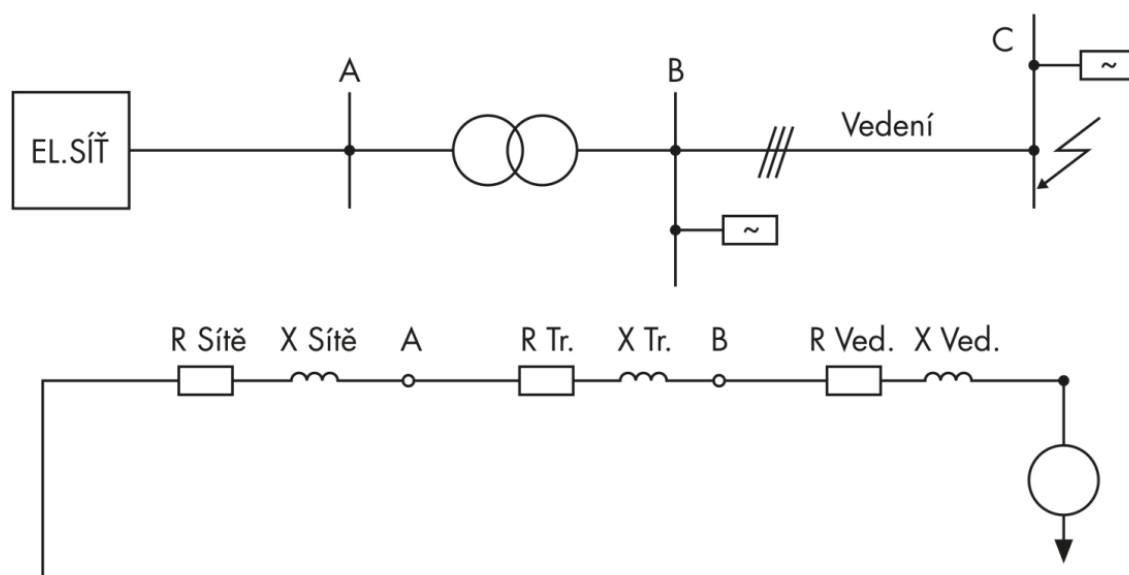 C
~
A
B
EL.SÍŤ
Vedení
~
R Sítě X Sítě A R Tr. X Tr. B R Ved. X Ved.